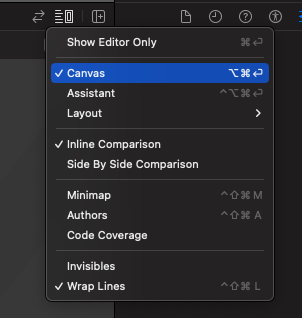 Show Editor Only ⌘↩
✓ Canvas ⌥⌘↩
Assistant ^⌥⌘↩
Layout >
✓ Inline Comparison
Side By Side Comparison
Minimap ^⇧⌘ M
Authors ^⇧⌘ A
Code Coverage
Invisibles
✓ Wrap Lines ^⇧⌘ L